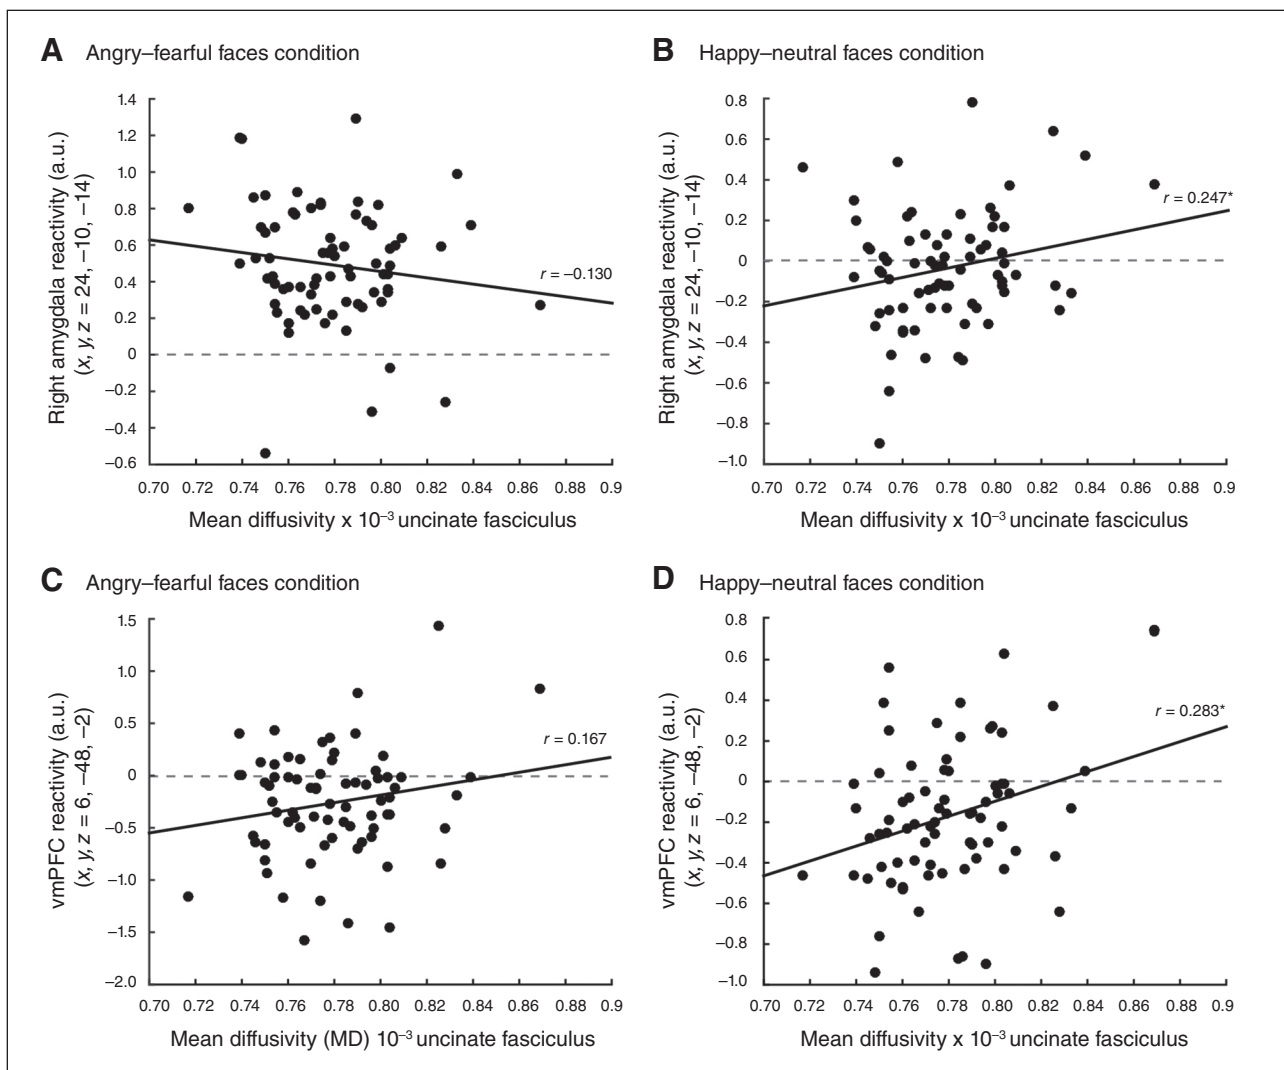 A Angry–fearful faces condition
Right amygdala reactivity (a.u.)
(x, y, z = 24, –10, –14)
1.4
1.2
1.0
0.8
0.6
0.4
0.2
0
–0.2
–0.4
–0.6
r = –0.130
0.70 0.72 0.74 0.76 0.78 0.80 0.82 0.84 0.86 0.88 0.9
Mean diffusivity x 10⁻³ uncinate fasciculus
B Happy–neutral faces condition
Right amygdala reactivity (a.u.)
(x, y, z = 24, –10, –14)
0.8
0.6
0.4
0.2
0
–0.2
–0.4
–0.6
–0.8
–1.0
r = 0.247*
0.70 0.72 0.74 0.76 0.78 0.80 0.82 0.84 0.86 0.88 0.9
Mean diffusivity x 10⁻³ uncinate fasciculus
C Angry–fearful faces condition
vmPFC reactivity (a.u.)
(x, y, z = 6, –48, –2)
1.5
1.0
0.5
0
–0.5
–1.0
–1.5
–2.0
r = 0.167
0.70 0.72 0.74 0.76 0.78 0.80 0.82 0.84 0.86 0.88 0.9
Mean diffusivity (MD) 10⁻³ uncinate fasciculus
D Happy–neutral faces condition
vmPFC reactivity (a.u.)
(x, y, z = 6, –48, –2)
0.8
0.6
0.4
0.2
0
–0.2
–0.4
–0.6
–0.8
–1.0
r = 0.283*
0.70 0.72 0.74 0.76 0.78 0.80 0.82 0.84 0.86 0.88 0.9
Mean diffusivity x 10⁻³ uncinate fasciculus